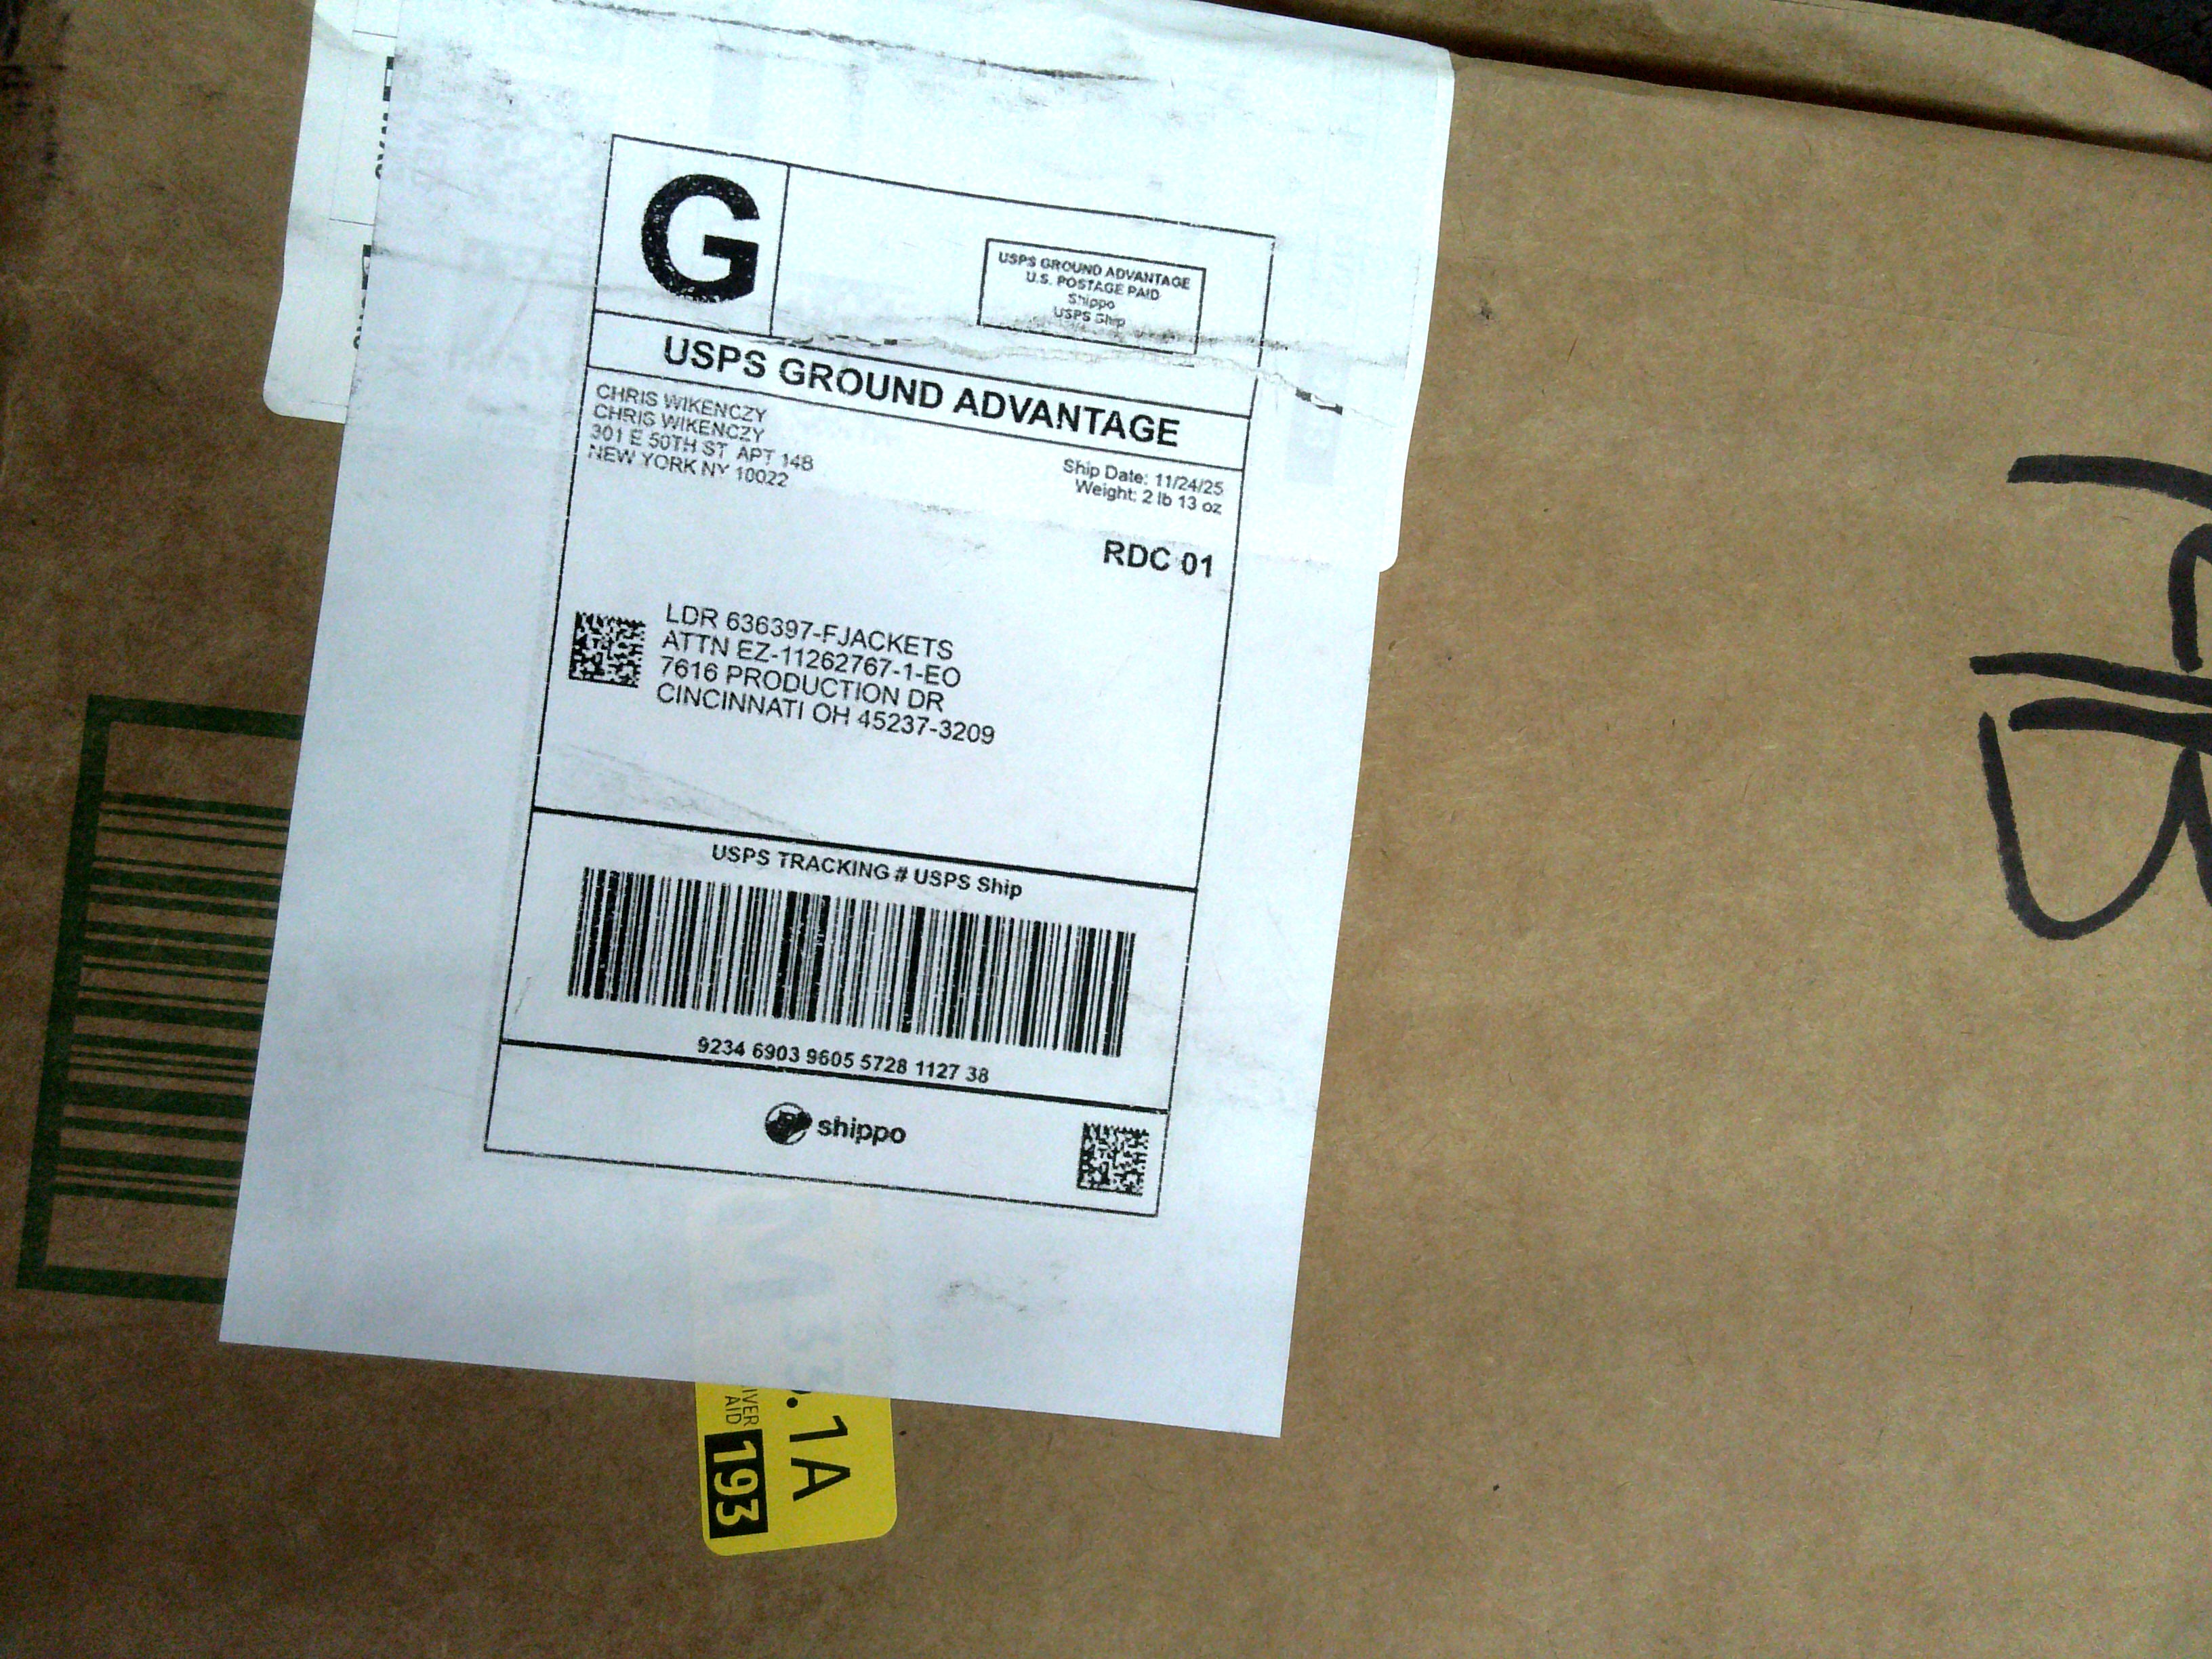 G
USPS GROUND ADVANTAGE
U.S. POSTAGE PAID
Shippo
USPS Ship
USPS GROUND ADVANTAGE
CHRIS WIKENCZY
CHRIS WIKENCZY
301 E 50TH ST APT 14B
NEW YORK NY 10022
Ship Date: 11/24/25
Weight: 2 lb 13 oz
RDC 01
LDR 636397-FJACKETS
ATTN EZ-11262767-1-EO
7616 PRODUCTION DR
CINCINNATI OH 45237-3209
USPS TRACKING # USPS Ship
9234 6903 9605 5728 1127 38
shippo
.1A
193